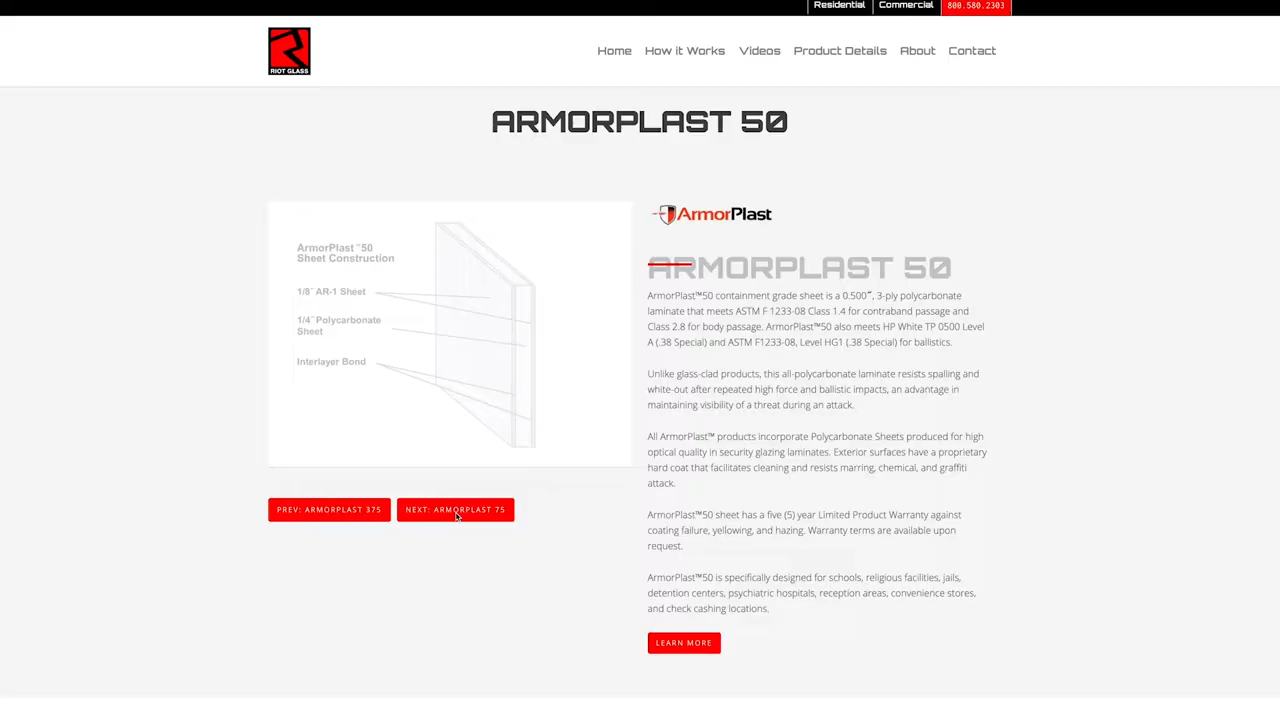 Residential Commercial 800.580.2303
RIOT GLASS
Home How it Works Videos Product Details About Contact
ARMORPLAST 50
ArmorPlast™50
Sheet Construction
1/8″ AR-1 Sheet
1/4″ Polycarbonate
Sheet
Interlayer Bond
PREV: ARMORPLAST 375 NEXT: ARMORPLAST 75
ArmorPlast
ARMORPLAST 50
ArmorPlast™50 containment grade sheet is a 0.500″, 3-ply polycarbonate
laminate that meets ASTM F 1233-08 Class 1.4 for contraband passage and
Class 2.8 for body passage. ArmorPlast™50 also meets HP White TP 0500 Level
A (.38 Special) and ASTM F1233-08, Level HG1 (.38 Special) for ballistics.
Unlike glass-clad products, this all-polycarbonate laminate resists spalling and
white-out after repeated high force and ballistic impacts, an advantage in
maintaining visibility of a threat during an attack.
All ArmorPlast™ products incorporate Polycarbonate Sheets produced for high
optical quality in security glazing laminates. Exterior surfaces have a proprietary
hard coat that facilitates cleaning and resists marring, chemical, and graffiti
attack.
ArmorPlast™50 sheet has a five (5) year Limited Product Warranty against
coating failure, yellowing, and hazing. Warranty terms are available upon
request.
ArmorPlast™50 is specifically designed for schools, religious facilities, jails,
detention centers, psychiatric hospitals, reception areas, convenience stores,
and check cashing locations.
LEARN MORE